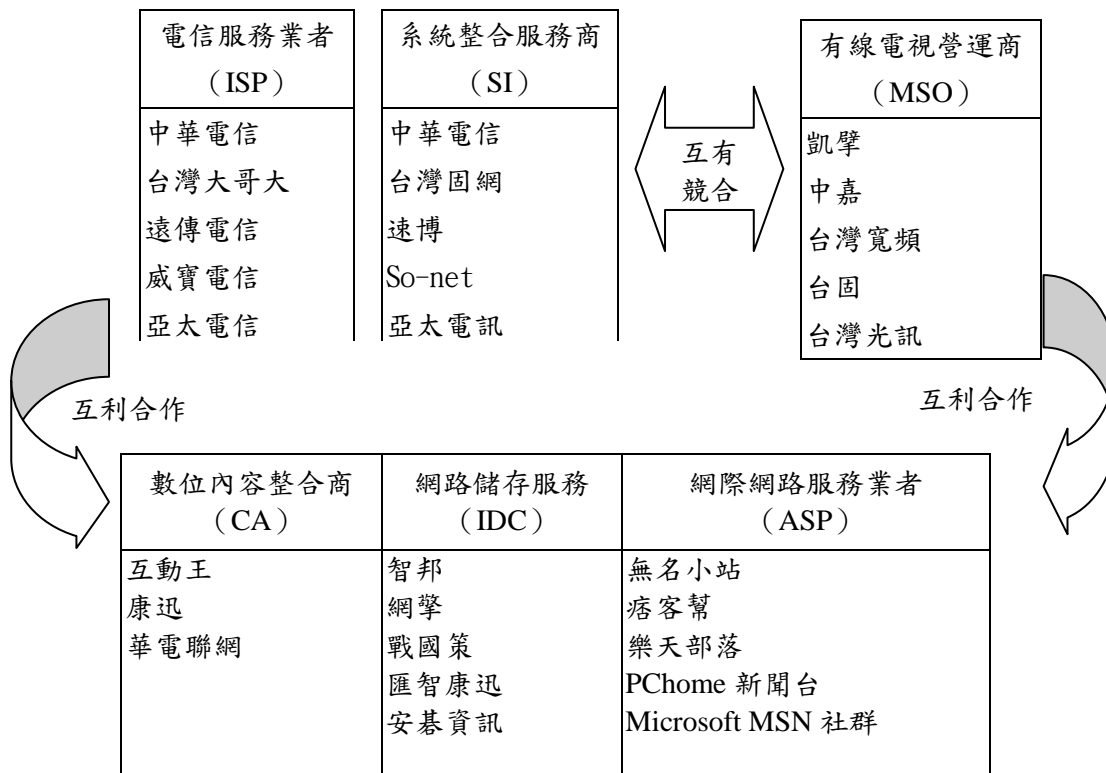 電信服務業者
（ISP）
中華電信
台灣大哥大
遠傳電信
威寶電信
亞太電信
系統整合服務商
（SI）
中華電信
台灣固網
速博
So-net
亞太電訊
互有
競合
有線電視營運商
（MSO）
凱擘
中嘉
台灣寬頻
台固
台灣光訊
互利合作
互利合作
數位內容整合商
（CA）
互動王
康迅
華電聯網
網路儲存服務
（IDC）
智邦
網擎
戰國策
匯智康迅
安碁資訊
網際網路服務業者
（ASP）
無名小站
痞客幫
樂天部落
PChome 新聞台
Microsoft MSN 社群